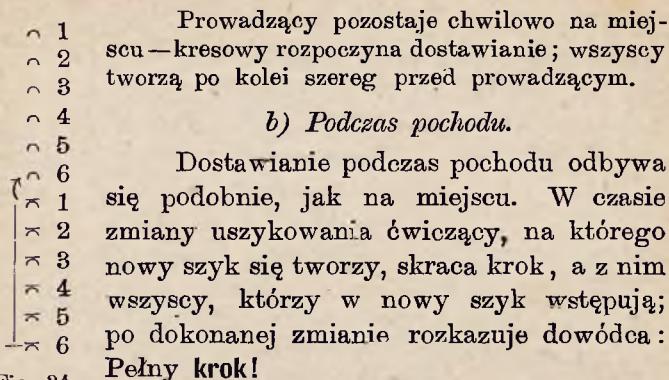 Prowadzący pozostaje chwilowo na miej-
scu—kresowy rozpoczyna dostawianie; wszyscy
tworzą po kolei szereg przed prowadzącym.
b) Podczas pochodu.
Dostawianie podczas pochodu odbywa
się podobnie, jak na miejscu. W czasie
zmiany uszykowania ćwiczący, na którego
nowy szyk się tworzy, skraca krok, a z nim
wszyscy, którzy w nowy szyk wstępują;
po dokonanej zmianie rozkazuje dowódca:
Pełny krok!
1
2
3
4
5
6
1
2
3
4
5
6